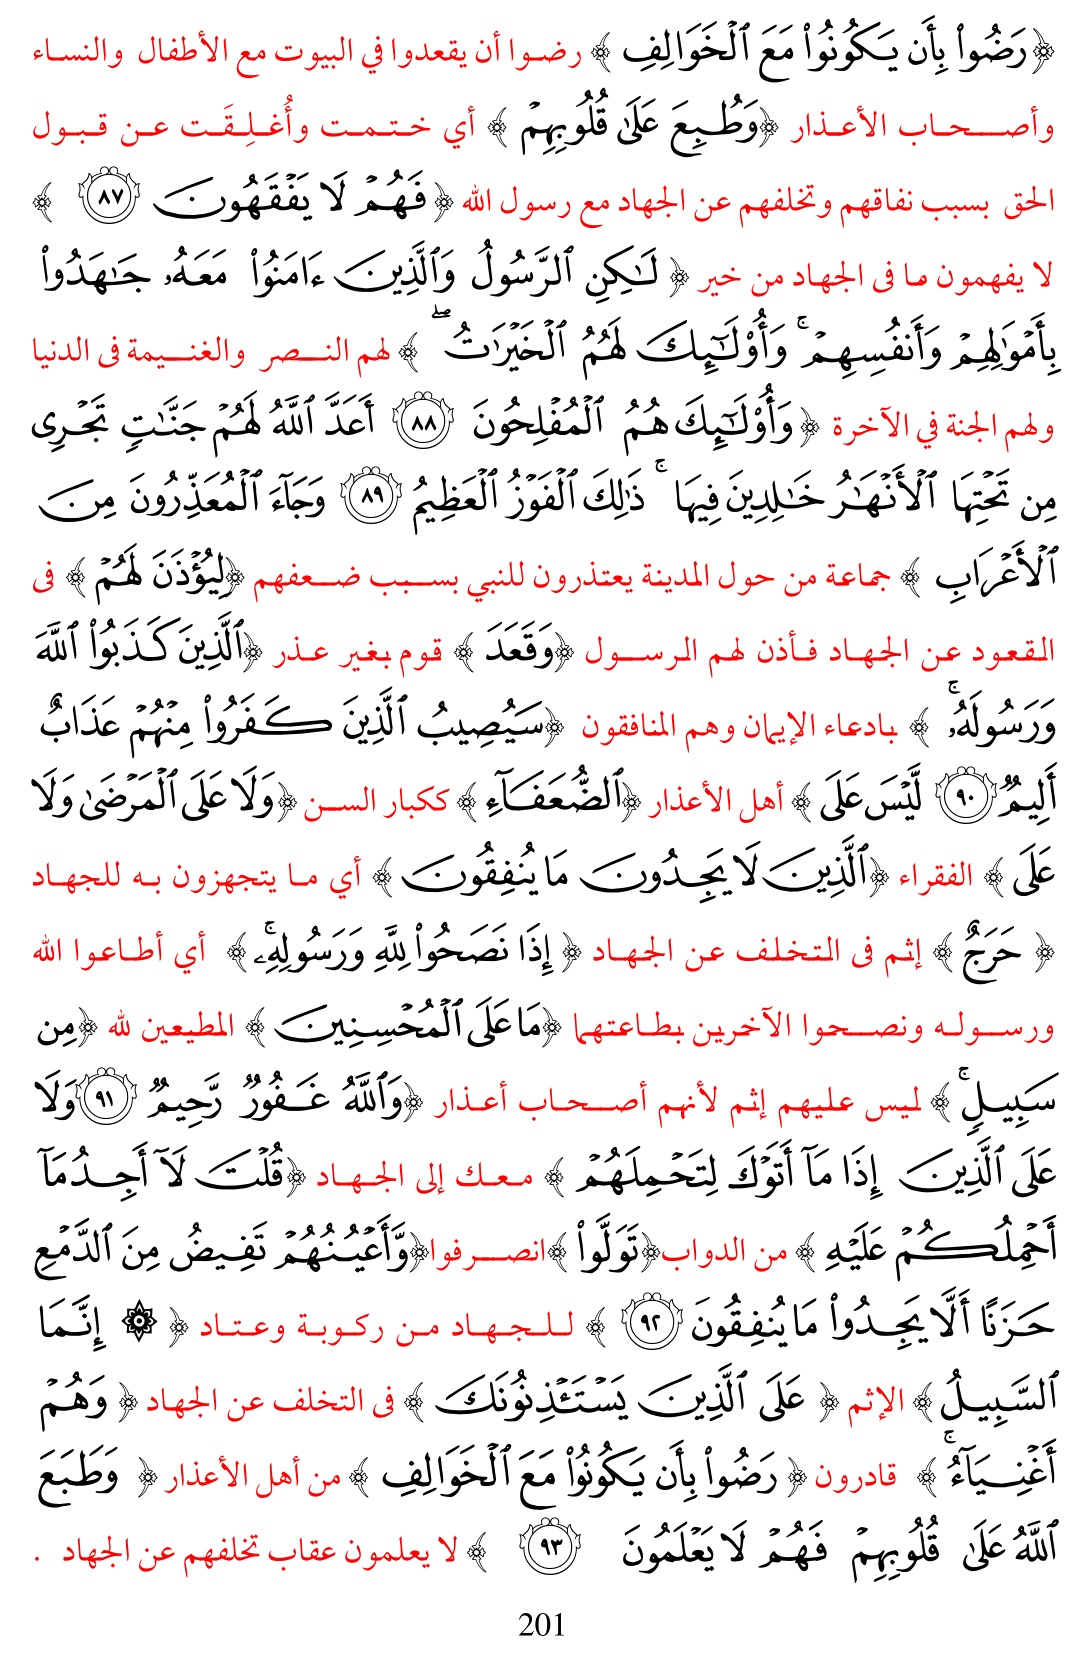 ﴿رَضُوا۟ بِأَن يَكُونُوا۟ مَعَ ٱلْخَوَالِفِ ﴾ رضوا أن يقعدوا في البيوت مع الأطفال والنساء
وأصحاب الأعذار ﴿وَطُبِعَ عَلَىٰ قُلُوبِهِمْ ﴾ أي ختمت وأُغلِقَت عن قبول
الحق بسبب نفاقهم وتخلفهم عن الجهاد مع رسول الله ﴿فَهُمْ لَا يَفْقَهُونَ ٨٧ ﴾
لا يفهمون ما فى الجهاد من خير ﴿ لَـٰكِنِ ٱلرَّسُولُ وَٱلَّذِينَ ءَامَنُوا۟ مَعَهُۥ جَـٰهَدُوا۟
بِأَمْوَٰلِهِمْ وَأَنفُسِهِمْ ۚ وَأُو۟لَـٰٓئِكَ لَهُمُ ٱلْخَيْرَٰتُ ۖ ﴾ لهم النصر والغنيمة فى الدنيا
ولهم الجنة في الآخرة ﴿ وَأُو۟لَـٰٓئِكَ هُمُ ٱلْمُفْلِحُونَ ٨٨ أَعَدَّ ٱللَّهُ لَهُمْ جَنَّـٰتٍ تَجْرِى
مِن تَحْتِهَا ٱلْأَنْهَـٰرُ خَـٰلِدِينَ فِيهَا ۚ ذَٰلِكَ ٱلْفَوْزُ ٱلْعَظِيمُ ٨٩ وَجَآءَ ٱلْمُعَذِّرُونَ مِنَ
ٱلْأَعْرَابِ ﴾ جماعة من حول المدينة يعتذرون للنبي بسبب ضعفهم ﴿لِيُؤْذَنَ لَهُمْ ﴾ فى
القعود عن الجهاد فأذن لهم الرسول ﴿وَقَعَدَ ﴾ قوم بغير عذر ﴿ٱلَّذِينَ كَذَبُوا۟ ٱللَّهَ
وَرَسُولَهُۥ ۚ ﴾ بادعاء الإيمان وهم المنافقون ﴿سَيُصِيبُ ٱلَّذِينَ كَفَرُوا۟ مِنْهُمْ عَذَابٌ
أَلِيمٌ ٩٠ لَّيْسَ عَلَى ﴾ أهل الأعذار ﴿ٱلضُّعَفَآءِ ﴾ ككبار السن ﴿وَلَا عَلَى ٱلْمَرْضَىٰ وَلَا
عَلَى ﴾ الفقراء ﴿ٱلَّذِينَ لَا يَجِدُونَ مَا يُنفِقُونَ ﴾ أي ما يتجهزون به للجهاد
﴿ حَرَجٌ ﴾ إثم فى التخلف عن الجهاد ﴿ إِذَا نَصَحُوا۟ لِلَّهِ وَرَسُولِهِۦ ۚ ﴾ أي أطاعوا الله
ورسوله ونصحوا الآخرين بطاعتهما ﴿مَا عَلَى ٱلْمُحْسِنِينَ ﴾ المطيعين لله ﴿مِن
سَبِيلٍ ۚ ﴾ لميس عليهم إثم لأنهم أصحاب أعذار ﴿وَٱللَّهُ غَفُورٌ رَّحِيمٌ ٩١ وَلَا
عَلَى ٱلَّذِينَ إِذَا مَآ أَتَوْكَ لِتَحْمِلَهُمْ ﴾ معك إلى الجهاد ﴿قُلْتَ لَآ أَجِدُ مَآ
أَحْمِلُكُمْ عَلَيْهِ ﴾ من الدواب﴿تَوَلَّوا۟ ﴾انصرفوا﴿وَّأَعْيُنُهُمْ تَفِيضُ مِنَ ٱلدَّمْعِ
حَزَنًا أَلَّا يَجِدُوا۟ مَا يُنفِقُونَ ٩٢ ﴾ للجهاد من ركوبة وعتاد ﴿ ۞ إِنَّمَا
ٱلسَّبِيلُ ﴾ الإثم ﴿ عَلَى ٱلَّذِينَ يَسْتَـْٔذِنُونَكَ ﴾ فى التخلف عن الجهاد ﴿ وَهُمْ
أَغْنِيَآءُ ۚ ﴾ قادرون ﴿ رَضُوا۟ بِأَن يَكُونُوا۟ مَعَ ٱلْخَوَالِفِ ﴾ من أهل الأعذار ﴿ وَطَبَعَ
ٱللَّهُ عَلَىٰ قُلُوبِهِمْ فَهُمْ لَا يَعْلَمُونَ ٩٣ ﴾ لا يعلمون عقاب تخلفهم عن الجهاد .
201